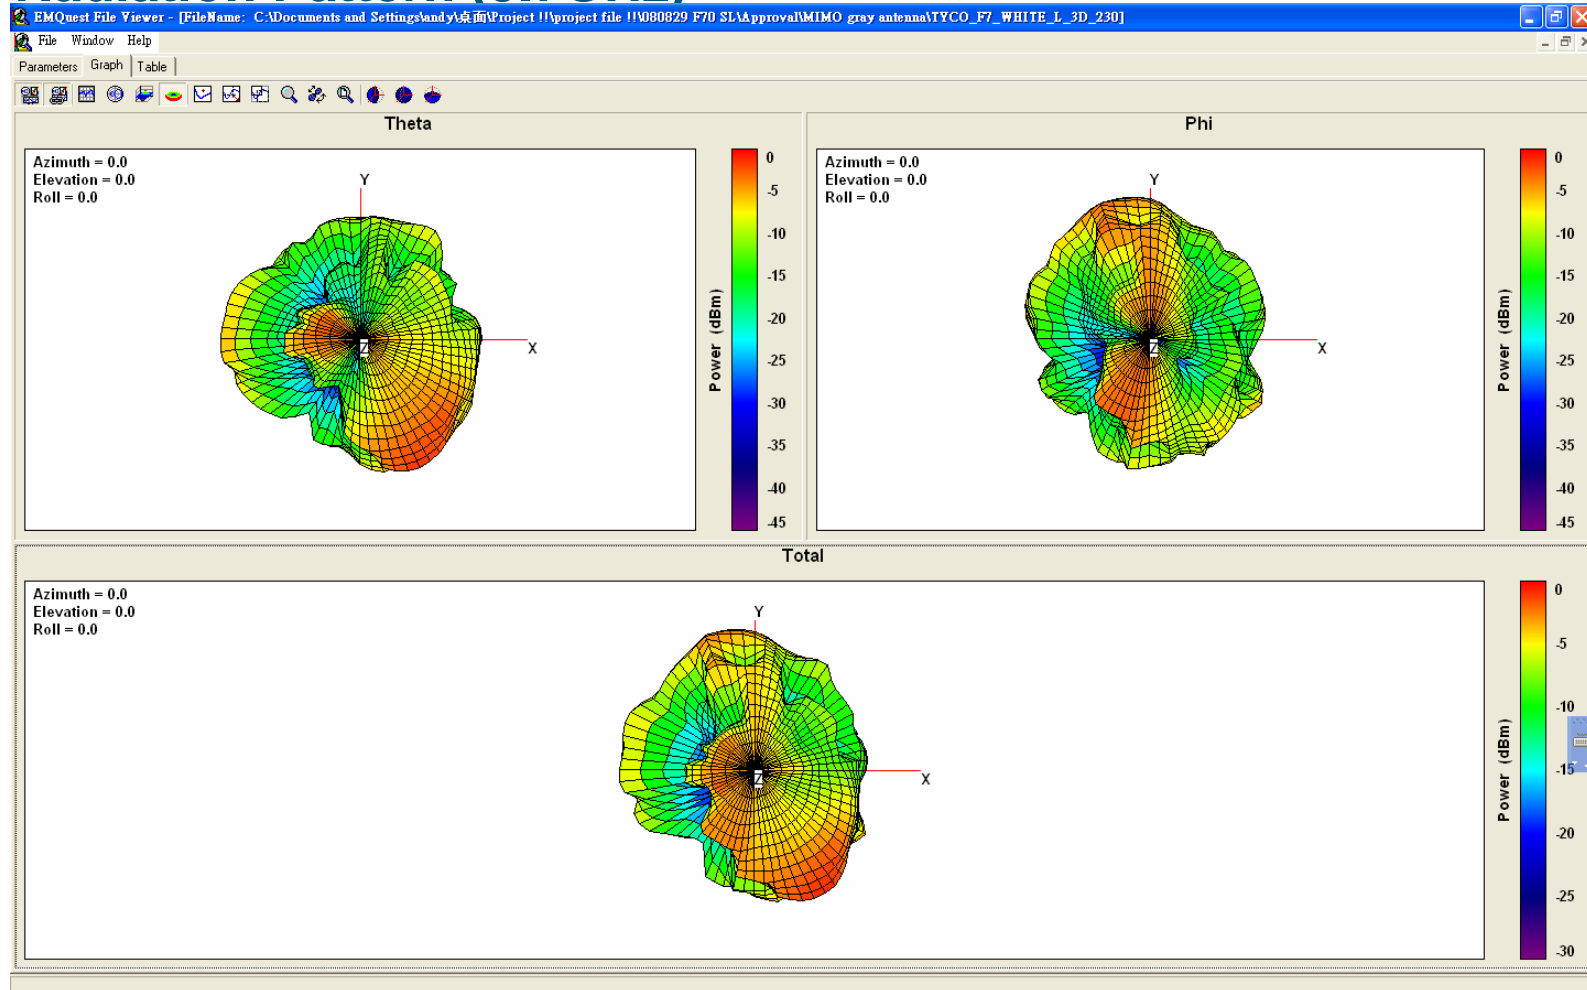 EMQuest File Viewer - [FileName: C:\Documents and Settings\andy\桌面\Project !!\project file !!\080829 F70 SL\Approval\MIMO gray antenna\TYCO_F7_WHITE_L_3D_230]
File Window Help
Parameters Graph Table
Theta
Azimuth = 0.0
Elevation = 0.0
Roll = 0.0
Y
X
Z
0
-5
-10
-15
-20
-25
-30
-35
-40
-45
Power (dBm)
Phi
Azimuth = 0.0
Elevation = 0.0
Roll = 0.0
Y
X
Z
0
-5
-10
-15
-20
-25
-30
-35
-40
-45
Power (dBm)
Total
Azimuth = 0.0
Elevation = 0.0
Roll = 0.0
Y
X
Z
0
-5
-10
-15
-20
-25
-30
Power (dBm)